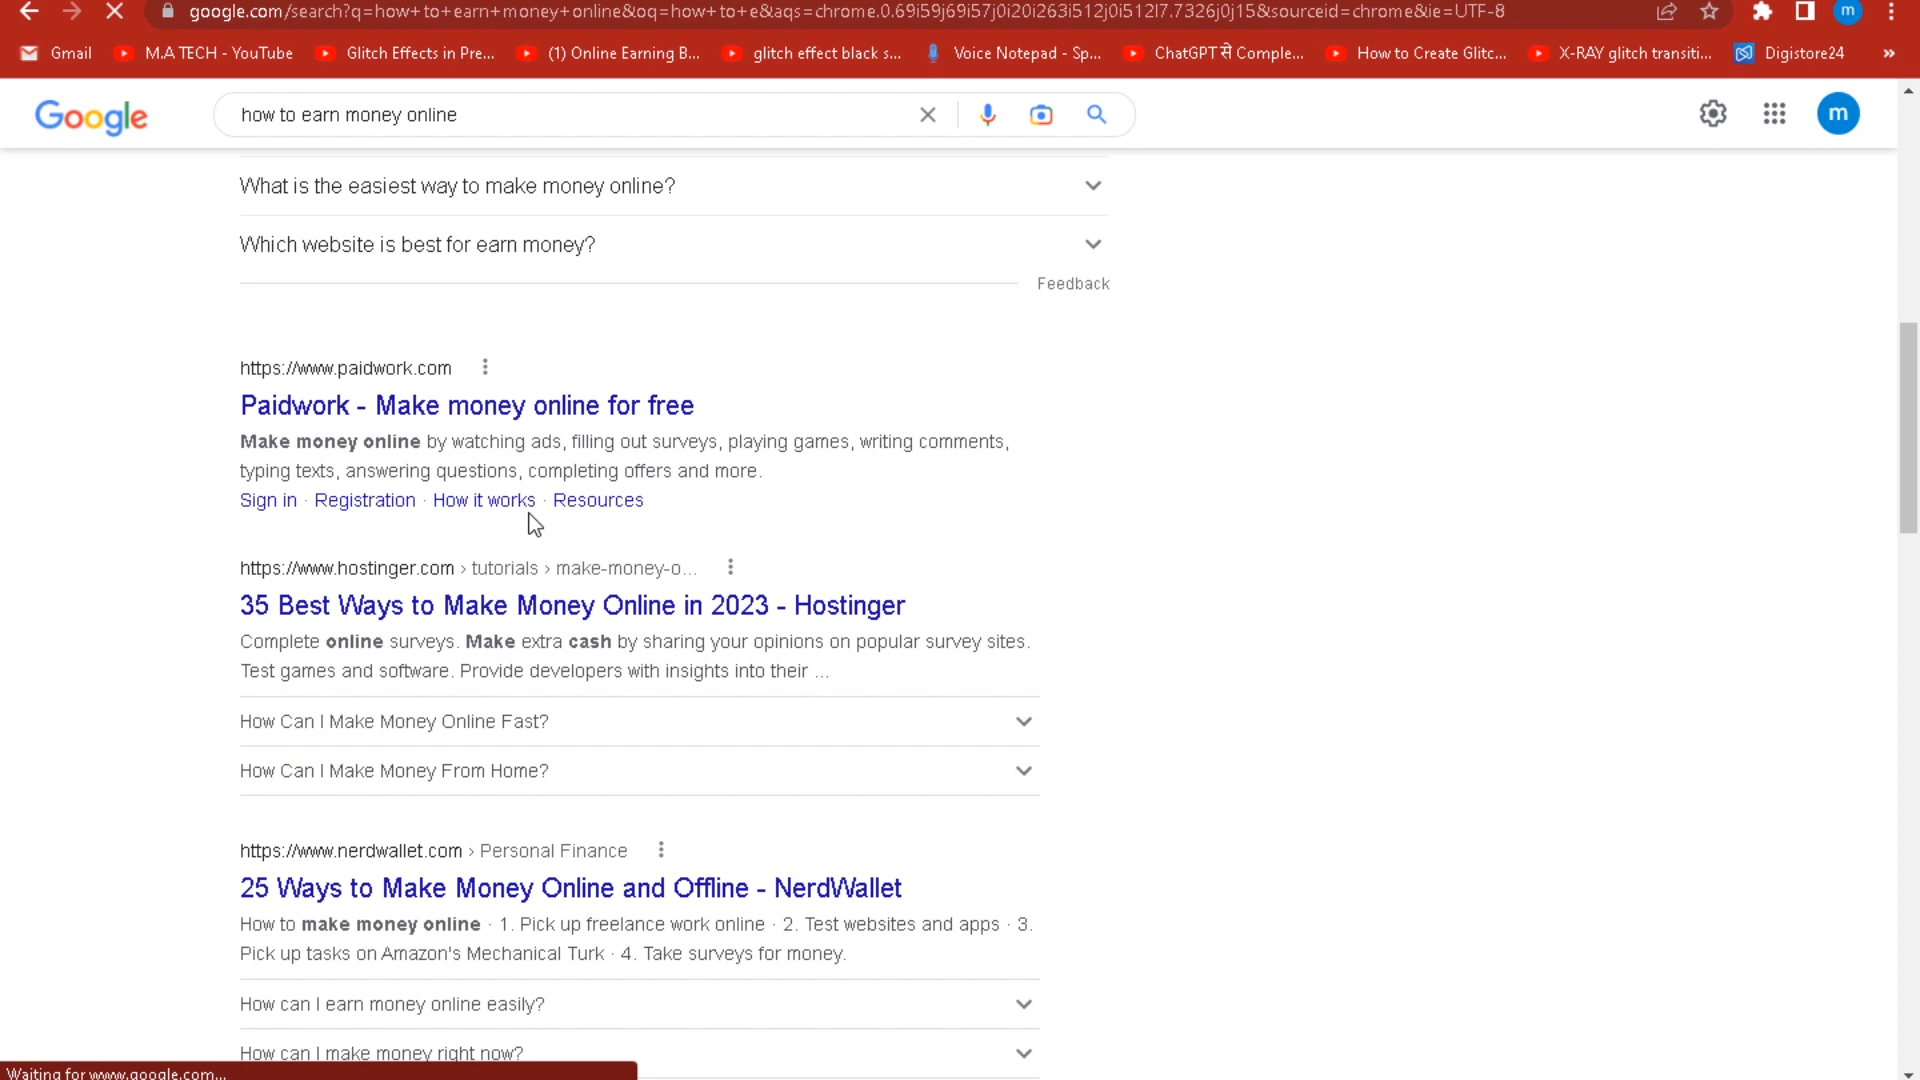 google.com/search?q=how+to+earn+money+online&oq=how+to+e&aqs=chrome.0.69i59j69i57j0i20i263i512j0i512l7.7326j0j15&sourceid=chrome&ie=UTF-8
m
Gmail M.A TECH - YouTube Glitch Effects in Pre... (1) Online Earning B... glitch effect black s... Voice Notepad - Sp... ChatGPT से Comple... How to Create Glitc... X-RAY glitch transiti... Digistore24 »
Google how to earn money online m
What is the easiest way to make money online?
Which website is best for earn money?
Feedback
https://www.paidwork.com
Paidwork - Make money online for free
Make money online by watching ads, filling out surveys, playing games, writing comments,
typing texts, answering questions, completing offers and more.
Sign in · Registration · How it works · Resources
https://www.hostinger.com › tutorials › make-money-o...
35 Best Ways to Make Money Online in 2023 - Hostinger
Complete online surveys. Make extra cash by sharing your opinions on popular survey sites.
Test games and software. Provide developers with insights into their ...
How Can I Make Money Online Fast?
How Can I Make Money From Home?
https://www.nerdwallet.com › Personal Finance
25 Ways to Make Money Online and Offline - NerdWallet
How to make money online · 1. Pick up freelance work online · 2. Test websites and apps · 3.
Pick up tasks on Amazon's Mechanical Turk · 4. Take surveys for money.
How can I earn money online easily?
How can I make money right now?
Waiting for www.google.com...